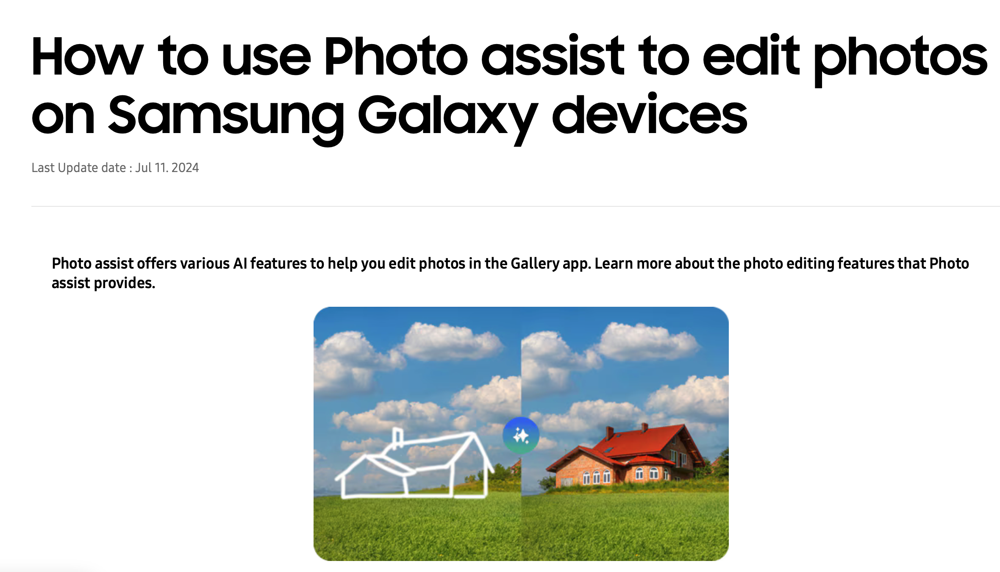 How to use Photo assist to edit photos
on Samsung Galaxy devices
Last Update date : Jul 11. 2024
Photo assist offers various AI features to help you edit photos in the Gallery app. Learn more about the photo editing features that Photo
assist provides.